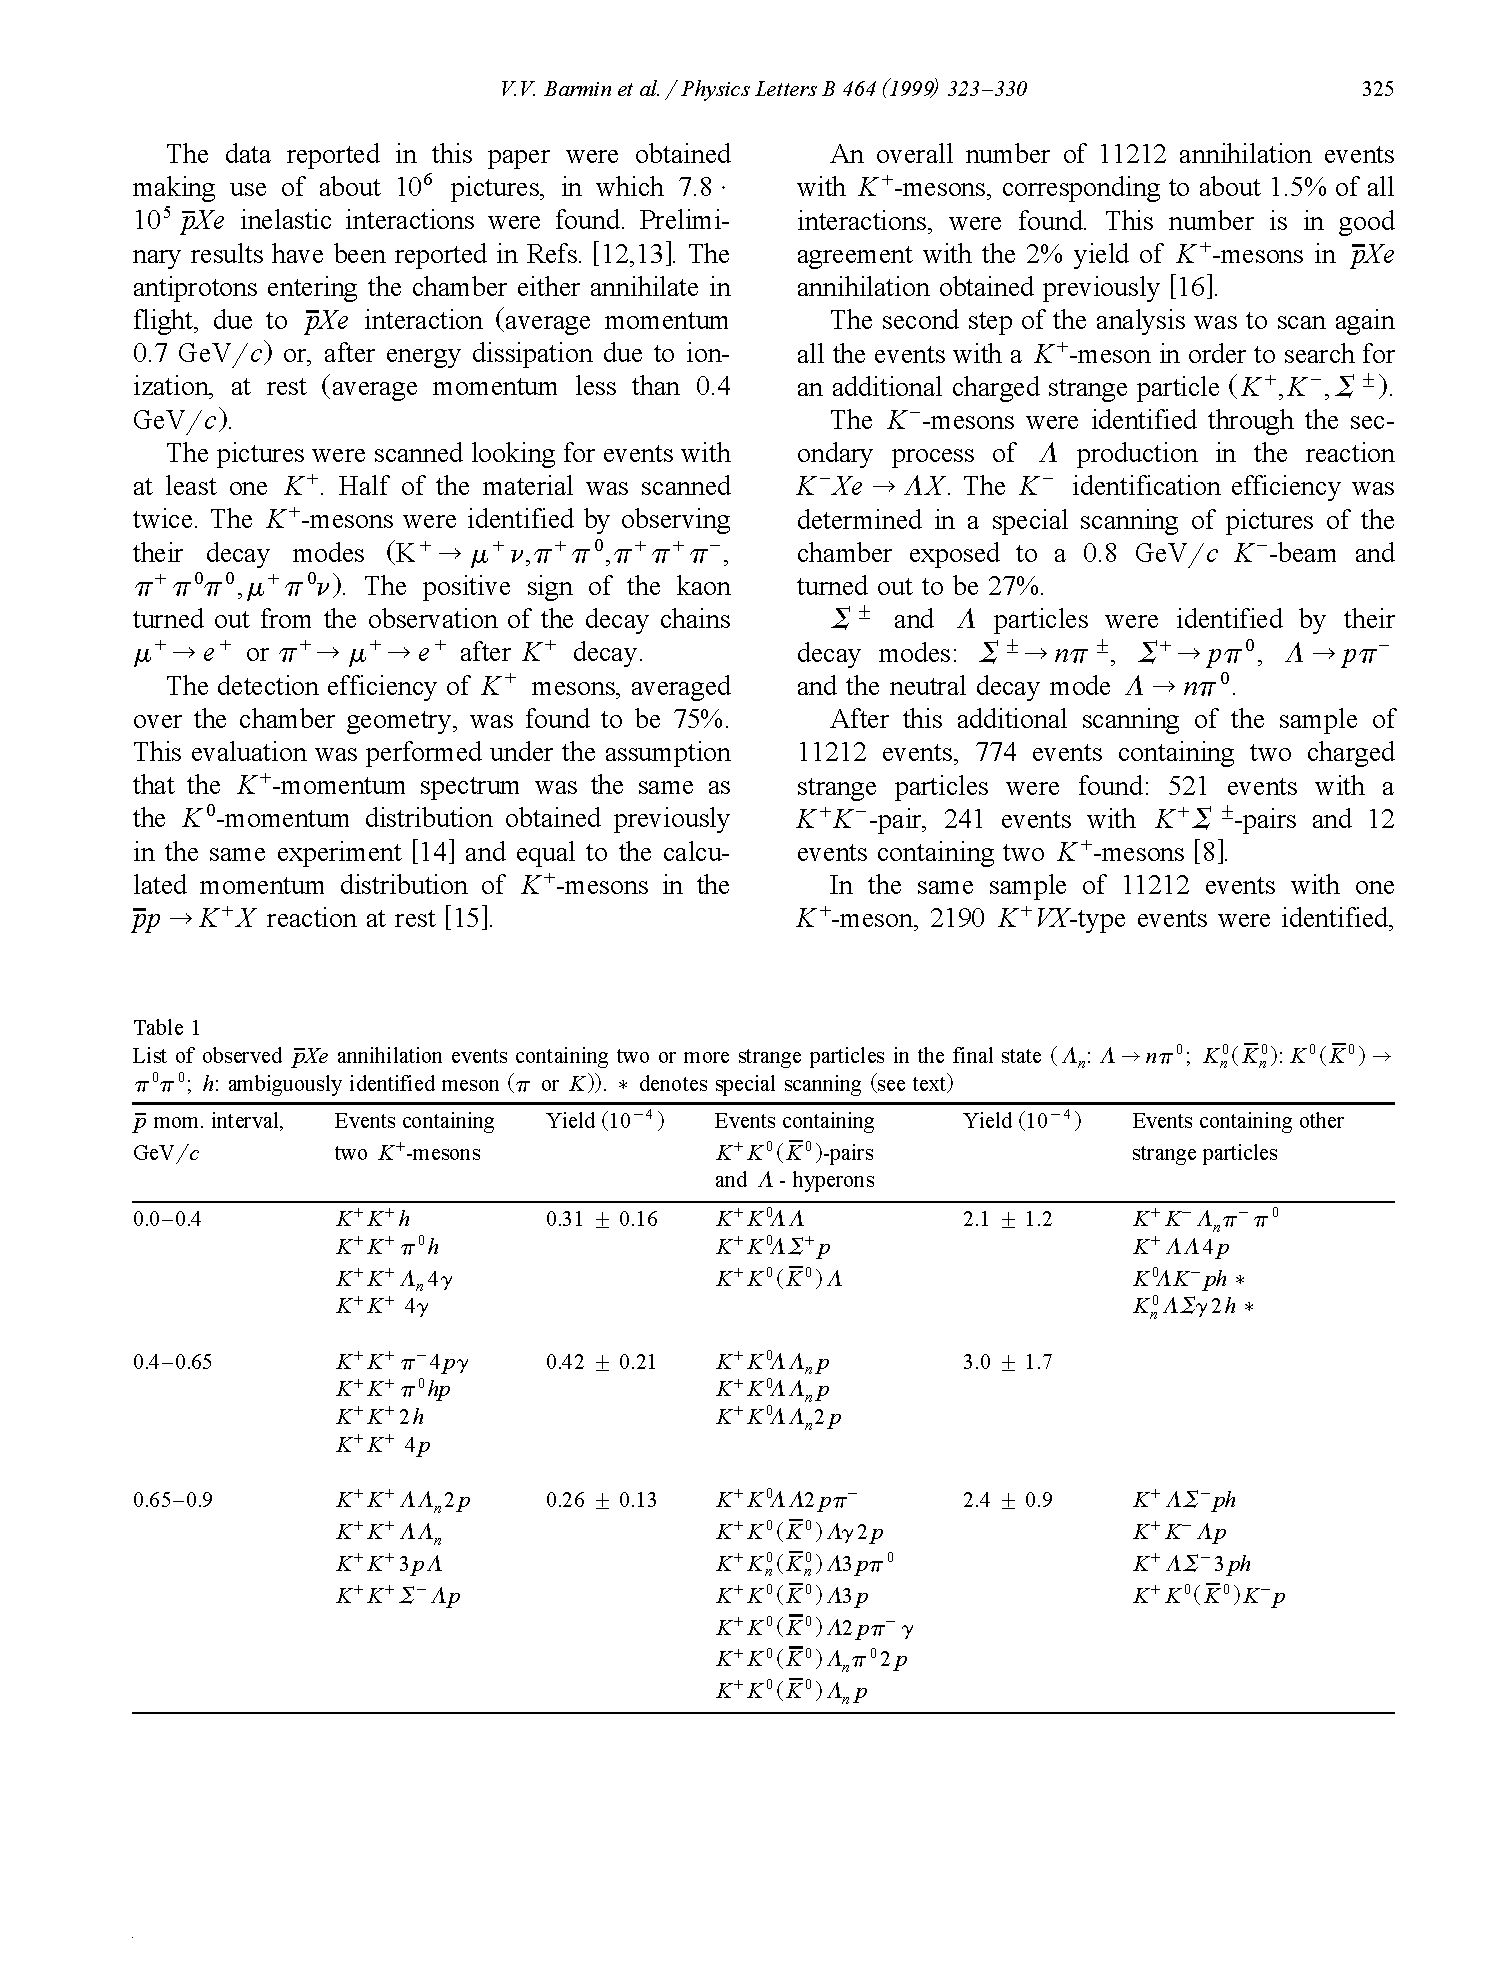 V.V. Barmin et al. / Physics Letters B 464 (1999) 323–330 325
The data reported in this paper were obtained
making use of about 10⁶ pictures, in which 7.8 ·
10⁵ p̅Xe inelastic interactions were found. Prelimi-
nary results have been reported in Refs. [12,13]. The
antiprotons entering the chamber either annihilate in
flight, due to p̅Xe interaction (average momentum
0.7 GeV/c) or, after energy dissipation due to ion-
ization, at rest (average momentum less than 0.4
GeV/c).
The pictures were scanned looking for events with
at least one K⁺. Half of the material was scanned
twice. The K⁺-mesons were identified by observing
their decay modes (K⁺ → μ⁺ν,π⁺π⁰,π⁺π⁺π⁻,
π⁺π⁰π⁰,μ⁺π⁰ν). The positive sign of the kaon
turned out from the observation of the decay chains
μ⁺ → e⁺ or π⁺ → μ⁺ → e⁺ after K⁺ decay.
The detection efficiency of K⁺ mesons, averaged
over the chamber geometry, was found to be 75%.
This evaluation was performed under the assumption
that the K⁺-momentum spectrum was the same as
the K⁰-momentum distribution obtained previously
in the same experiment [14] and equal to the calcu-
lated momentum distribution of K⁺-mesons in the
p̅p → K⁺X reaction at rest [15].
An overall number of 11212 annihilation events
with K⁺-mesons, corresponding to about 1.5% of all
interactions, were found. This number is in good
agreement with the 2% yield of K⁺-mesons in p̅Xe
annihilation obtained previously [16].
The second step of the analysis was to scan again
all the events with a K⁺-meson in order to search for
an additional charged strange particle (K⁺,K⁻,Σ±).
The K⁻-mesons were identified through the sec-
ondary process of Λ production in the reaction
K⁻Xe → ΛX. The K⁻ identification efficiency was
determined in a special scanning of pictures of the
chamber exposed to a 0.8 GeV/c K⁻-beam and
turned out to be 27%.
Σ± and Λ particles were identified by their
decay modes: Σ± → nπ±, Σ⁺ → pπ⁰, Λ → pπ⁻
and the neutral decay mode Λ → nπ⁰.
After this additional scanning of the sample of
11212 events, 774 events containing two charged
strange particles were found: 521 events with a
K⁺K⁻-pair, 241 events with K⁺Σ±-pairs and 12
events containing two K⁺-mesons [8].
In the same sample of 11212 events with one
K⁺-meson, 2190 K⁺VX-type events were identified,
Table 1
List of observed p̅Xe annihilation events containing two or more strange particles in the final state (Λₙ: Λ → nπ⁰; K⁰ₙ(K̅⁰ₙ): K⁰(K̅⁰) →
π⁰π⁰; h: ambiguously identified meson (π or K)). ∗ denotes special scanning (see text)
p̅ mom. interval, Events containing Yield (10⁻⁴) Events containing Yield (10⁻⁴) Events containing other
GeV/c two K⁺-mesons K⁺K⁰(K̅⁰)-pairs strange particles
and Λ - hyperons
0.0–0.4 K⁺K⁺h 0.31 ± 0.16 K⁺K⁰ΛΛ 2.1 ± 1.2 K⁺K⁻Λₙπ⁻π⁰
K⁺K⁺π⁰h K⁺K⁰ΛΣ⁺p K⁺ΛΛ4p
K⁺K⁺Λₙ4γ K⁺K⁰(K̅⁰)Λ K⁰ΛK⁻ph ∗
K⁺K⁺ 4γ K⁰ₙΛΣγ2h ∗
0.4–0.65 K⁺K⁺π⁻4pγ 0.42 ± 0.21 K⁺K⁰ΛΛₙp 3.0 ± 1.7
K⁺K⁺π⁰hp K⁺K⁰ΛΛₙp
K⁺K⁺2h K⁺K⁰ΛΛₙ2p
K⁺K⁺ 4p
0.65–0.9 K⁺K⁺ΛΛₙ2p 0.26 ± 0.13 K⁺K⁰ΛΛ2pπ⁻ 2.4 ± 0.9 K⁺ΛΣ⁻ph
K⁺K⁺ΛΛₙ K⁺K⁰(K̅⁰)Λγ2p K⁺K⁻Λp
K⁺K⁺3pΛ K⁺K⁰ₙ(K̅⁰ₙ)Λ3pπ⁰ K⁺ΛΣ⁻3ph
K⁺K⁺Σ⁻Λp K⁺K⁰(K̅⁰)Λ3p K⁺K⁰(K̅⁰)K⁻p
K⁺K⁰(K̅⁰)Λ2pπ⁻γ
K⁺K⁰(K̅⁰)Λₙπ⁰2p
K⁺K⁰(K̅⁰)Λₙp